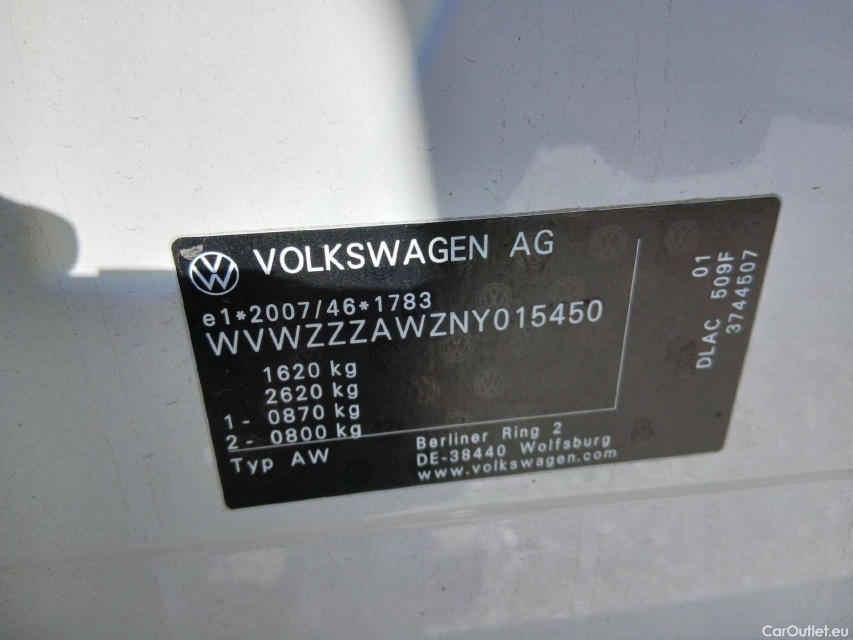 VOLKSWAGEN AG
e1*2007/46*1783
WVWZZZAWZNY015450
1620 kg
2620 kg
1- 0870 kg
2- 0800 kg
Typ AW
Berliner Ring 2
DE-38440 Wolfsburg
www.volkswagen.com
01
DLAC 509F
3744507
CarOutlet.eu